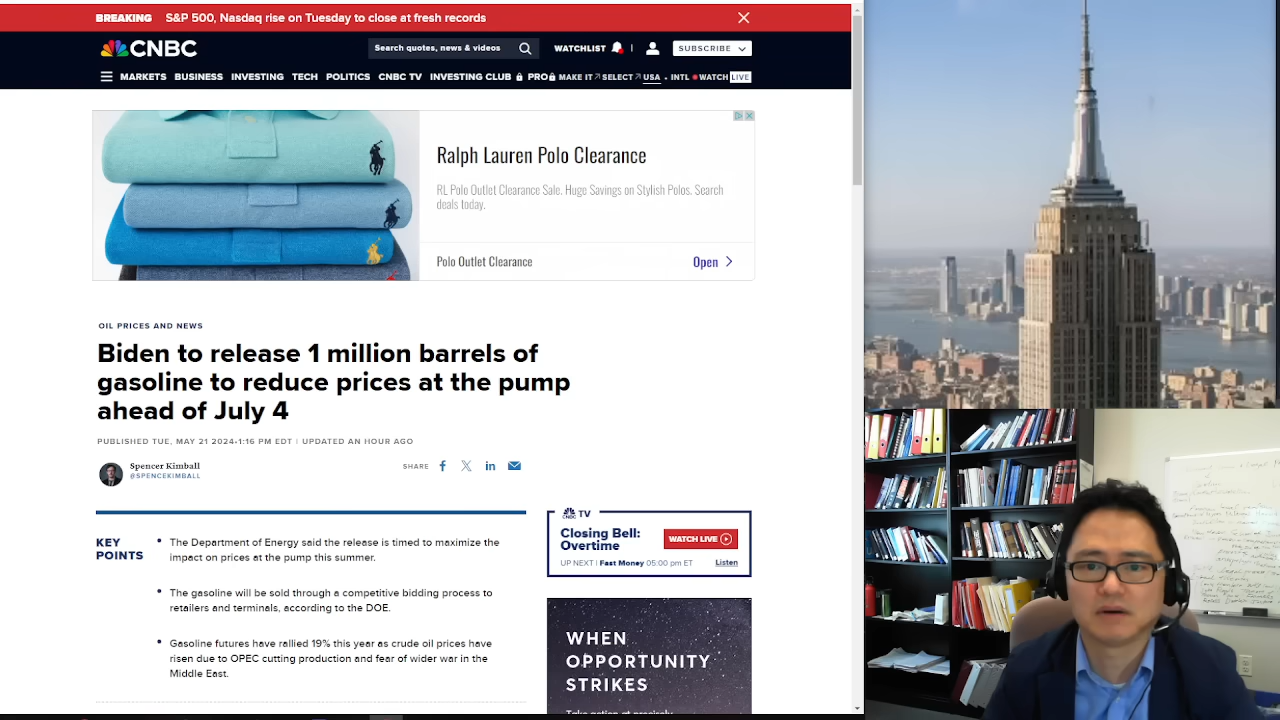 BREAKING S&P 500, Nasdaq rise on Tuesday to close at fresh records
CNBC
Search quotes, news & videos
WATCHLIST
SUBSCRIBE
MARKETS BUSINESS INVESTING TECH POLITICS CNBC TV INVESTING CLUB PRO MAKE IT SELECT USA • INTL WATCH LIVE
Ralph Lauren Polo Clearance
RL Polo Outlet Clearance Sale. Huge Savings on Stylish Polos. Search
deals today.
Polo Outlet Clearance
Open
OIL PRICES AND NEWS
Biden to release 1 million barrels of
gasoline to reduce prices at the pump
ahead of July 4
PUBLISHED TUE, MAY 21 2024•1:16 PM EDT | UPDATED AN HOUR AGO
Spencer Kimball
@SPENCEKIMBALL
SHARE
KEY
POINTS
• The Department of Energy said the release is timed to maximize the
impact on prices at the pump this summer.
• The gasoline will be sold through a competitive bidding process to
retailers and terminals, according to the DOE.
• Gasoline futures have rallied 19% this year as crude oil prices have
risen due to OPEC cutting production and fear of wider war in the
Middle East.
CNBC TV
Closing Bell:
Overtime
WATCH LIVE
UP NEXT | Fast Money 05:00 pm ET
Listen
WHEN
OPPORTUNITY
STRIKES